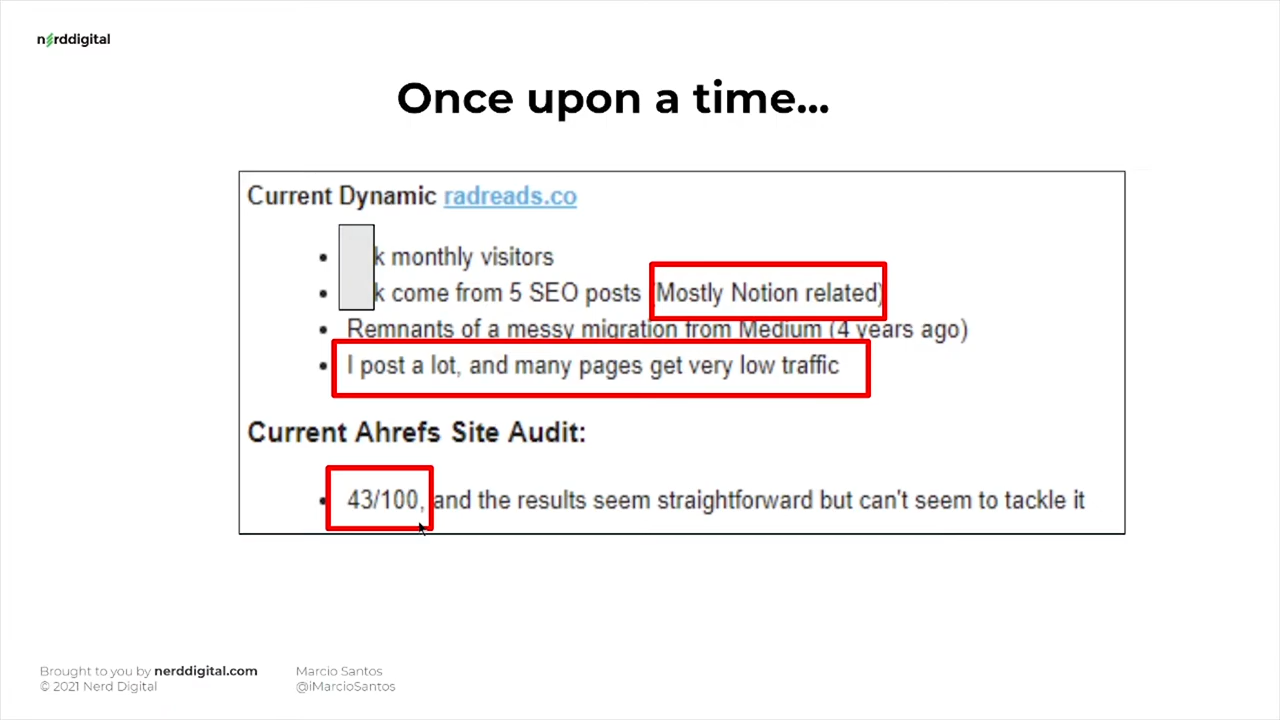 nerddigital
Once upon a time...
Current Dynamic radreads.co
• k monthly visitors
• k come from 5 SEO posts (Mostly Notion related)
• Remnants of a messy migration from Medium (4 years ago)
• I post a lot, and many pages get very low traffic
Current Ahrefs Site Audit:
• 43/100, and the results seem straightforward but can't seem to tackle it
Brought to you by nerddigital.com
© 2021 Nerd Digital
Marcio Santos
@iMarcioSantos